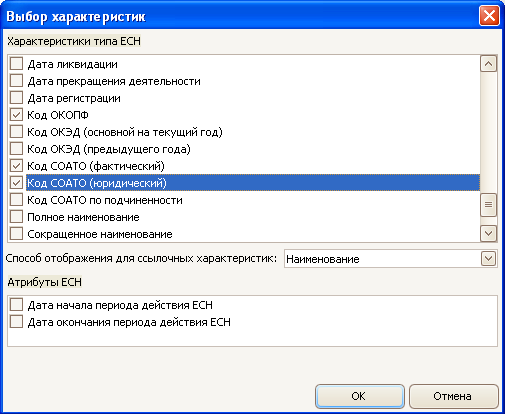 Выбор характеристик
Характеристики типа ЕСН
Дата ликвидации
Дата прекращения деятельности
Дата регистрации
Код ОКОПФ
Код ОКЭД (основной на текущий год)
Код ОКЭД (предыдущего года)
Код СОАТО (фактический)
Код СОАТО (юридический)
Код СОАТО по подчиненности
Полное наименование
Сокращенное наименование
Способ отображения для ссылочных характеристик: Наименование
Атрибуты ЕСН
Дата начала периода действия ЕСН
Дата окончания периода действия ЕСН
ОК Отмена